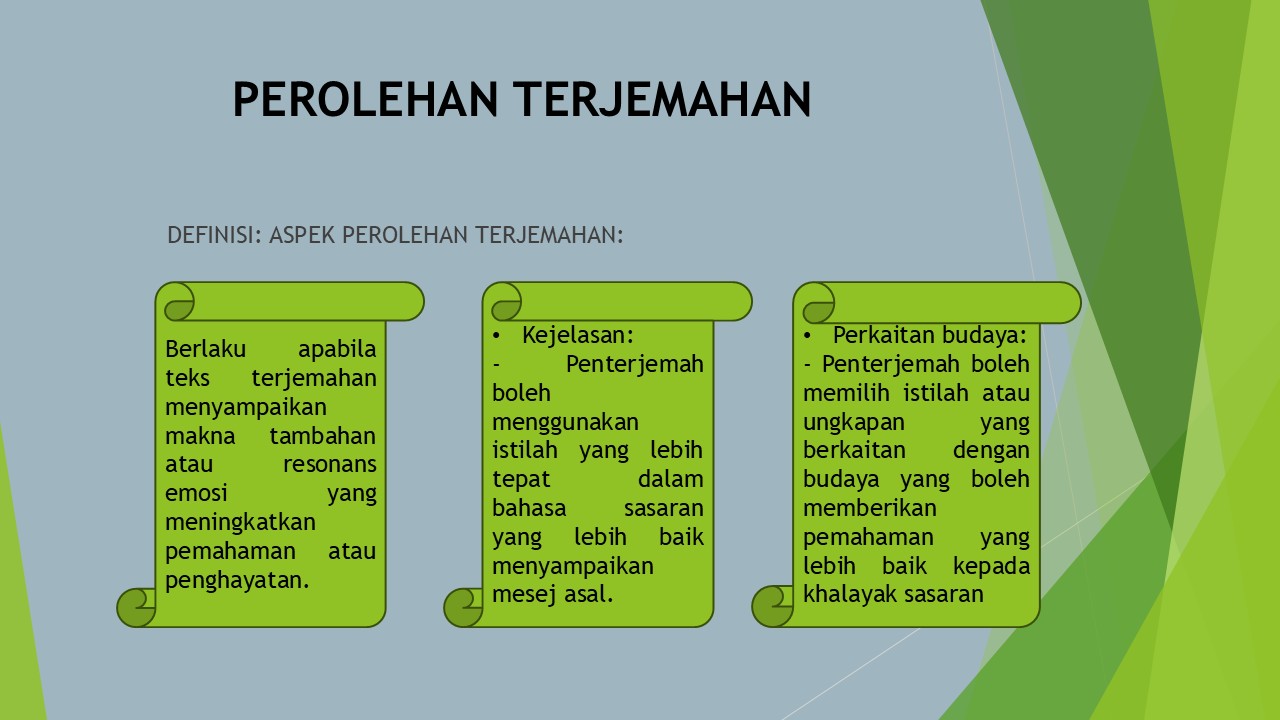 PEROLEHAN TERJEMAHAN
DEFINISI: ASPEK PEROLEHAN TERJEMAHAN:
Berlaku apabila
teks terjemahan
menyampaikan
makna tambahan
atau resonans
emosi yang
meningkatkan
pemahaman atau
penghayatan.
• Kejelasan:
- Penterjemah
boleh
menggunakan
istilah yang lebih
tepat dalam
bahasa sasaran
yang lebih baik
menyampaikan
mesej asal.
• Perkaitan budaya:
- Penterjemah boleh
memilih istilah atau
ungkapan yang
berkaitan dengan
budaya yang boleh
memberikan
pemahaman yang
lebih baik kepada
khalayak sasaran